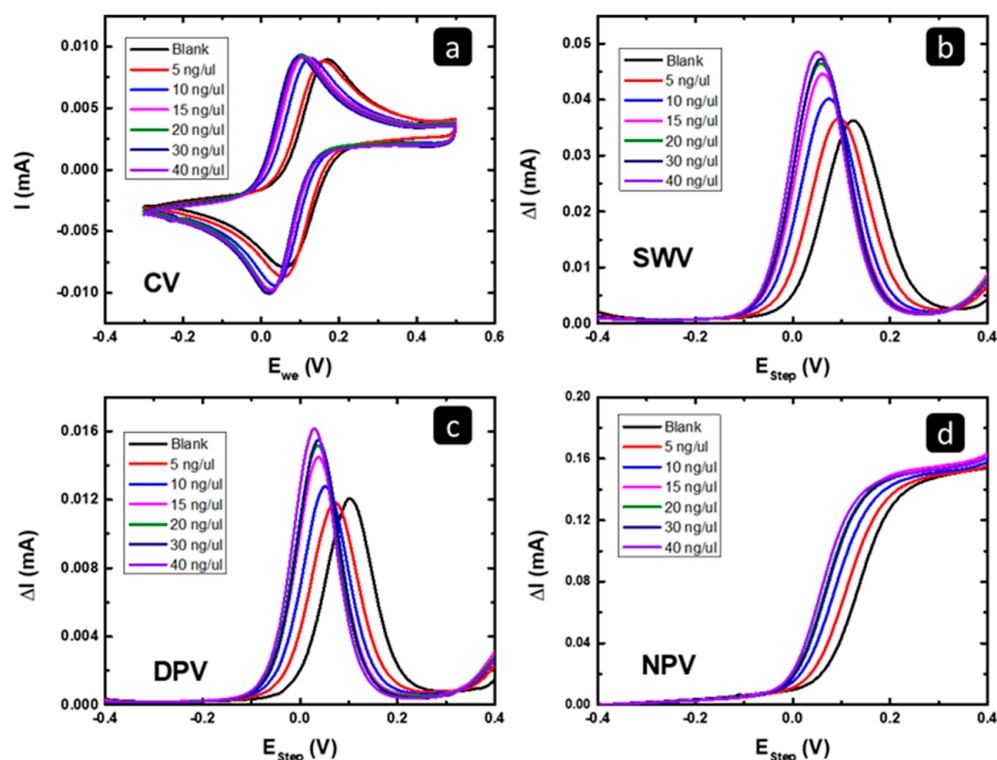 a
I (mA)
0.010
0.005
0.000
-0.005
-0.010
Blank
5 ng/ul
10 ng/ul
15 ng/ul
20 ng/ul
30 ng/ul
40 ng/ul
CV
-0.4 -0.2 0.0 0.2 0.4 0.6
Ewe (V)
b
ΔI (mA)
0.05
0.04
0.03
0.02
0.01
0.00
Blank
5 ng/ul
10 ng/ul
15 ng/ul
20 ng/ul
30 ng/ul
40 ng/ul
SWV
-0.4 -0.2 0.0 0.2 0.4
EStep (V)
c
ΔI (mA)
0.016
0.012
0.008
0.004
0.000
Blank
5 ng/ul
10 ng/ul
15 ng/ul
20 ng/ul
30 ng/ul
40 ng/ul
DPV
-0.4 -0.2 0.0 0.2 0.4
EStep (V)
d
ΔI (mA)
0.20
0.16
0.12
0.08
0.04
0.00
Blank
5 ng/ul
10 ng/ul
15 ng/ul
20 ng/ul
30 ng/ul
40 ng/ul
NPV
-0.4 -0.2 0.0 0.2 0.4
EStep (V)